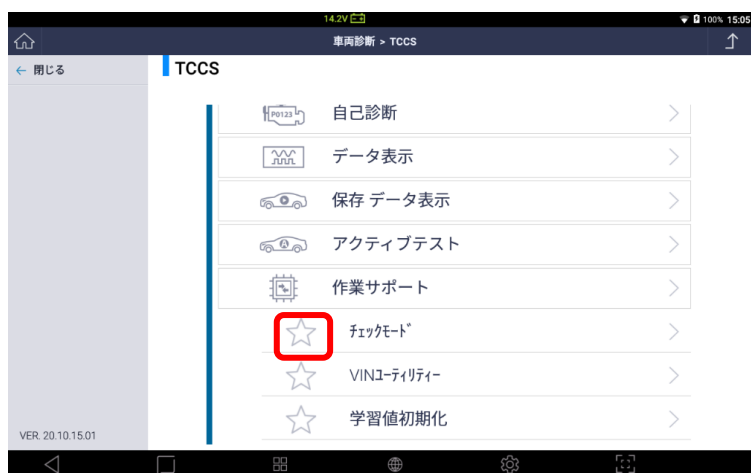 14.2V
100% 15:05
車両診断 > TCCS
← 閉じる
TCCS
P0123
自己診断
データ表示
保存 データ表示
アクティブテスト
作業サポート
ﾁｪｯｸﾓｰﾄﾞ
VINﾕｰﾃｨﾘﾃｨｰ
学習値初期化
VER. 20.10.15.01